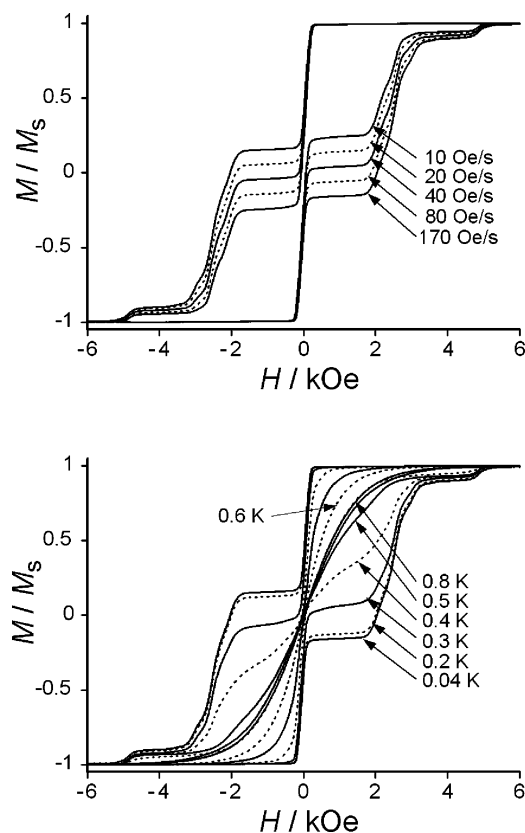 1
0.5
0
-0.5
-1
M / Ms
10 Oe/s
20 Oe/s
40 Oe/s
80 Oe/s
170 Oe/s
-6 -4 -2 0 2 4 6
H / kOe
1
0.5
0
-0.5
-1
M / Ms
0.6 K
0.8 K
0.5 K
0.4 K
0.3 K
0.2 K
0.04 K
-6 -4 -2 0 2 4 6
H / kOe